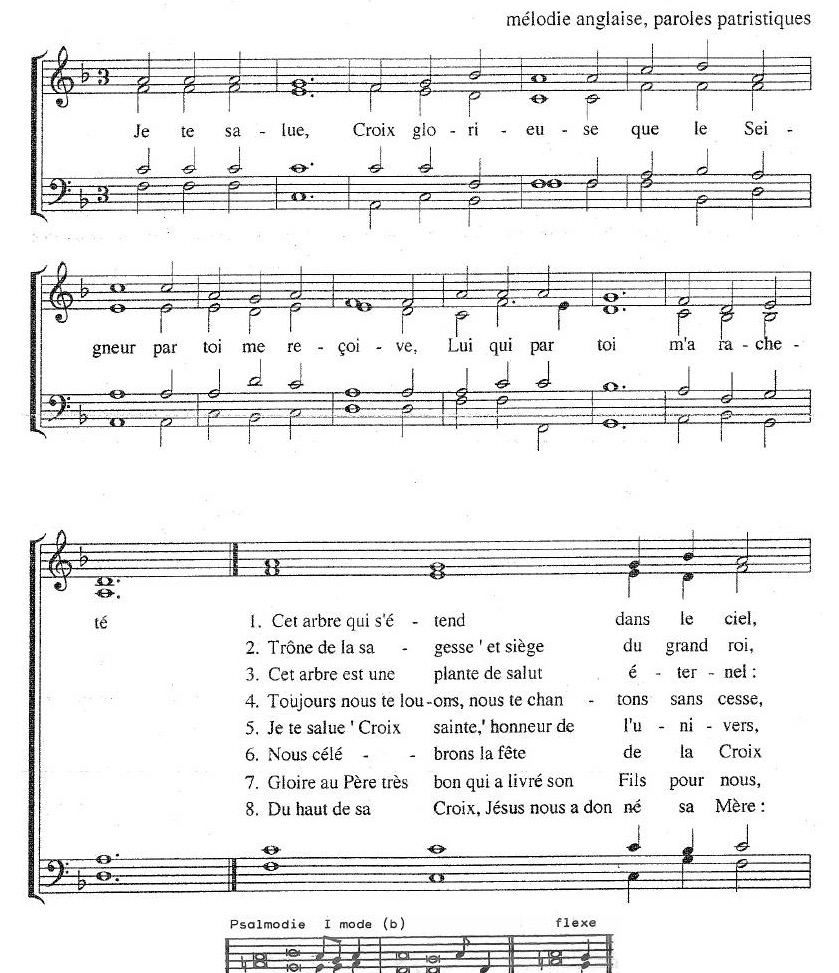 mélodie anglaise, paroles patristiques
Je te sa - lue, Croix glo - ri - eu - se que le Sei -
gneur par toi me re - çoi - ve, Lui qui par toi m'a ra - che -
té
1. Cet arbre qui s'é - tend dans le ciel,
2. Trône de la sa - gesse ' et siège du grand roi,
3. Cet arbre est une plante de salut é - ter - nel :
4. Toujours nous te lou - ons, nous te chan - tons sans cesse,
5. Je te salue ' Croix sainte,' honneur de l'u - ni - vers,
6. Nous célé - - brons la fête de la Croix
7. Gloire au Père très bon qui a livré son Fils pour nous,
8. Du haut de sa Croix, Jésus nous a don né sa Mère :
Psalmodie I mode (b) flexe